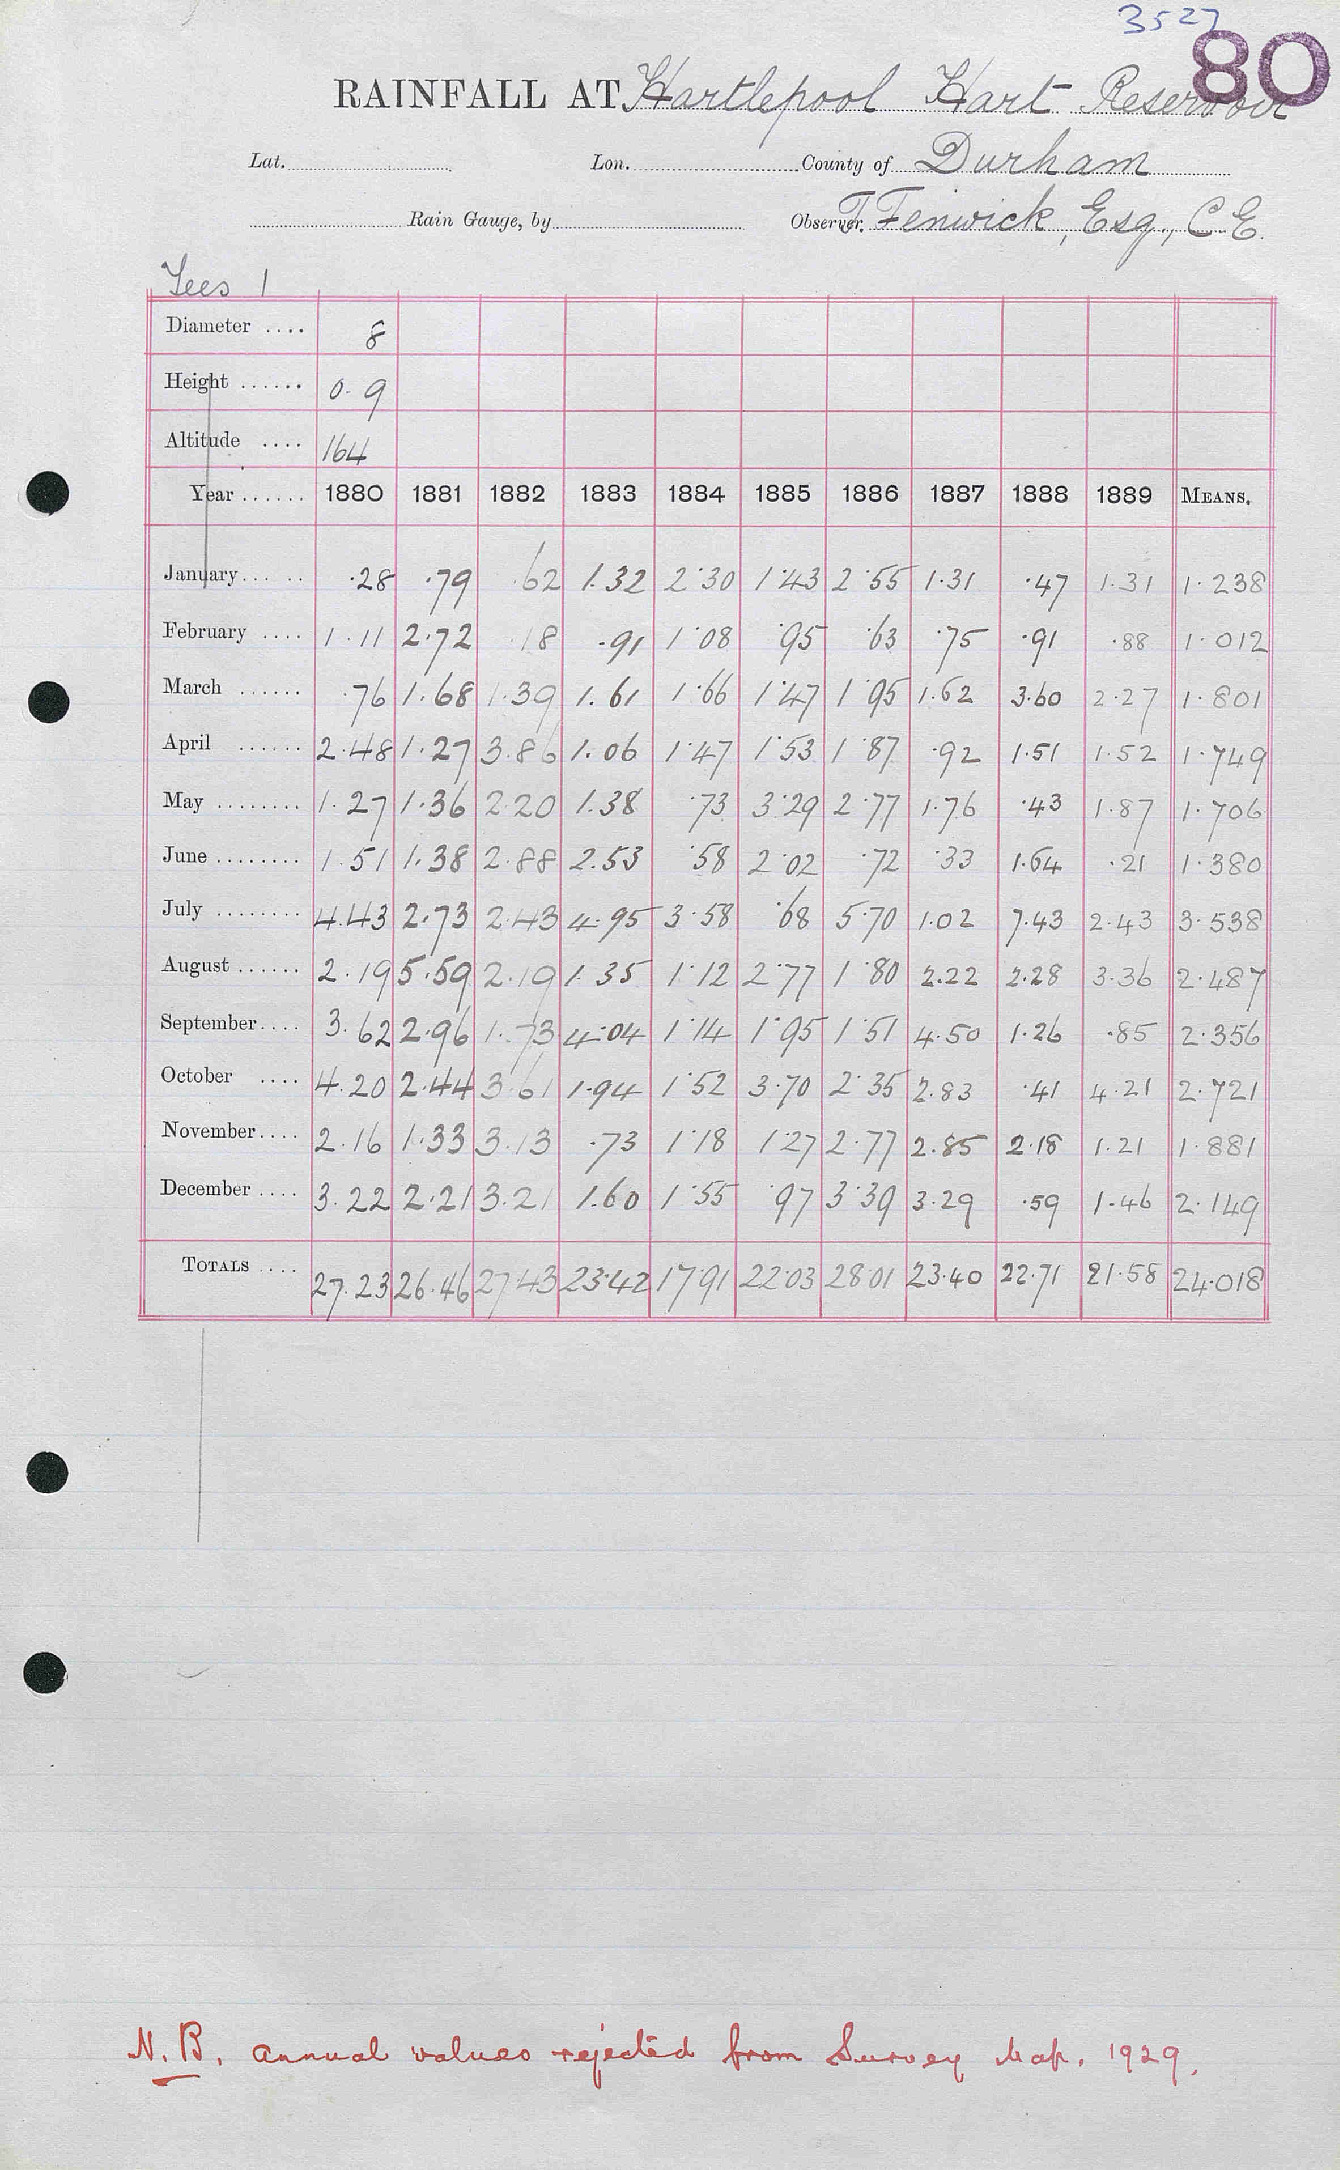 3527
80
RAINFALL AT Hartlepool Hart Reservoir
Lat. Lon. County of Durham
Rain Gauge, by Observer, T Fenwick, Esq., C.E.
Tees 1
Diameter .... 8
Height ...... 0.9
Altitude .... 164
Year ...... 1880 1881 1882 1883 1884 1885 1886 1887 1888 1889 MEANS.
January...... .28 .79 .62 1.32 2.30 1.43 2.55 1.31 .47 1.31 1.238
February .... 1.11 2.72 .18 .91 1.08 .95 .63 .75 .91 .88 1.012
March ...... .76 1.68 1.39 1.61 1.66 1.47 1.95 1.62 3.60 2.27 1.801
April ...... 2.48 1.27 3.86 1.06 1.47 1.53 1.87 .92 1.51 1.52 1.749
May ........ 1.27 1.36 2.20 1.38 .73 3.29 2.77 1.76 .43 1.87 1.706
June ........ 1.51 1.38 2.88 2.53 .58 2.02 .72 .33 1.64 .21 1.380
July ........ 4.43 2.73 2.43 4.95 3.58 .68 5.70 1.02 7.43 2.43 3.538
August ...... 2.19 5.59 2.19 1.35 1.12 2.77 1.80 2.22 2.28 3.36 2.487
September.... 3.62 2.96 1.73 4.04 1.14 1.95 1.51 4.50 1.26 .85 2.356
October .... 4.20 2.44 3.61 1.94 1.52 3.70 2.35 2.83 .41 4.21 2.721
November.... 2.16 1.33 3.13 .73 1.18 1.27 2.77 2.85 2.18 1.21 1.881
December .... 3.22 2.21 3.21 1.60 1.55 .97 3.39 3.29 .59 1.46 2.149
TOTALS .... 27.23 26.46 27.43 23.42 17.91 22.03 28.01 23.40 22.71 21.58 24.018
N.B. Annual values rejected from Survey Map. 1929.